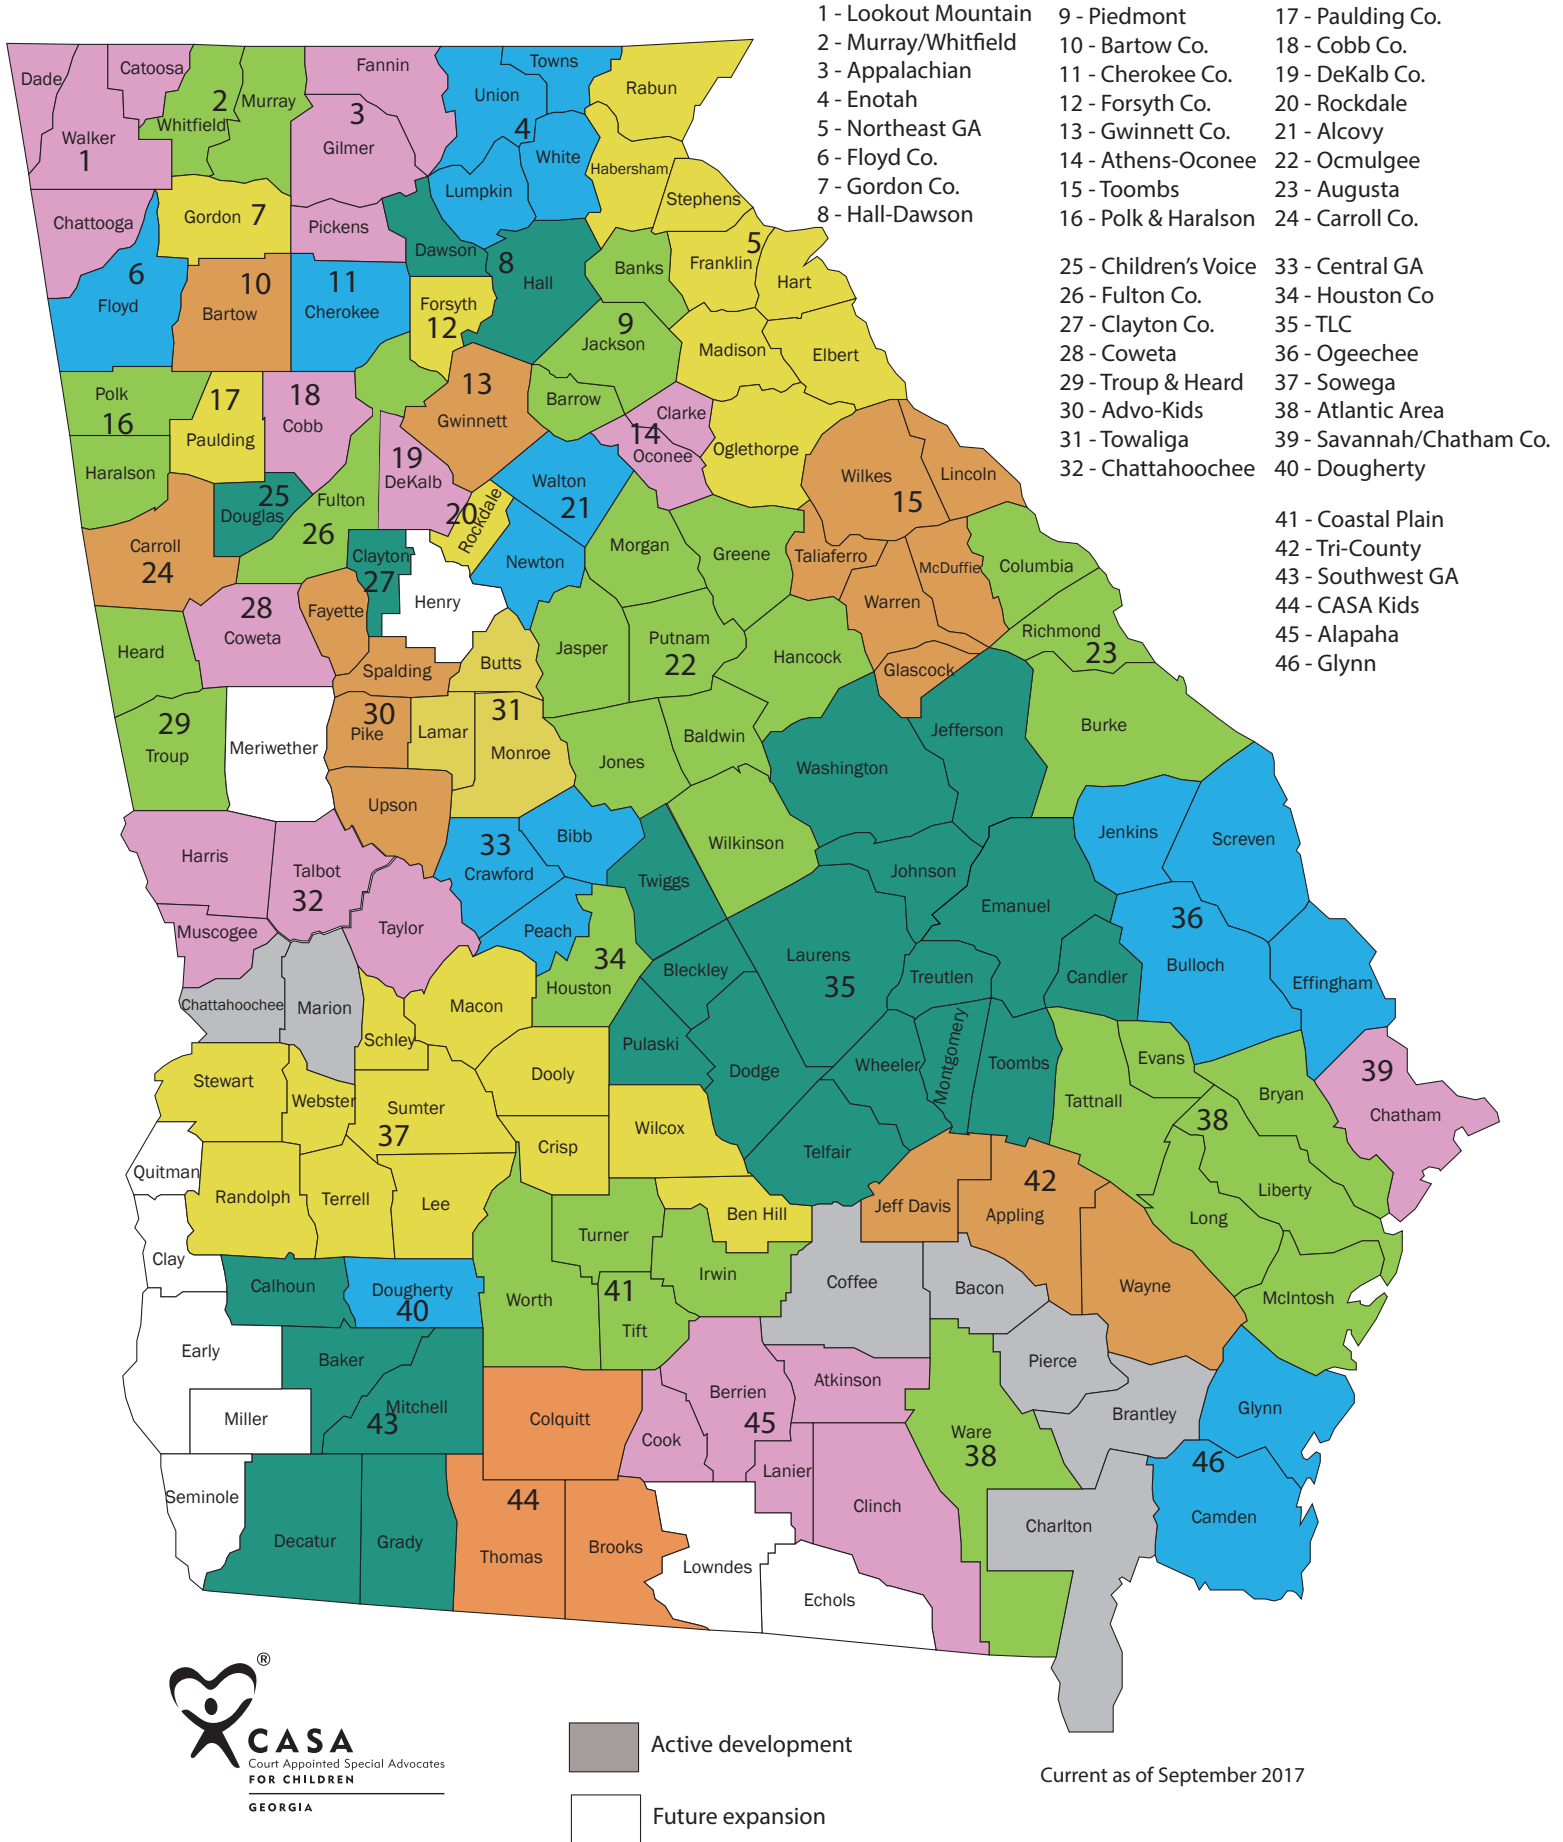 1 - Lookout Mountain
2 - Murray/Whitfield
3 - Appalachian
4 - Enotah
5 - Northeast GA
6 - Floyd Co.
7 - Gordon Co.
8 - Hall-Dawson
9 - Piedmont
10 - Bartow Co.
11 - Cherokee Co.
12 - Forsyth Co.
13 - Gwinnett Co.
14 - Athens-Oconee
15 - Toombs
16 - Polk & Haralson
17 - Paulding Co.
18 - Cobb Co.
19 - DeKalb Co.
20 - Rockdale
21 - Alcovy
22 - Ocmulgee
23 - Augusta
24 - Carroll Co.
25 - Children's Voice
26 - Fulton Co.
27 - Clayton Co.
28 - Coweta
29 - Troup & Heard
30 - Advo-Kids
31 - Towaliga
32 - Chattahoochee
33 - Central GA
34 - Houston Co
35 - TLC
36 - Ogeechee
37 - Sowega
38 - Atlantic Area
39 - Savannah/Chatham Co.
40 - Dougherty
41 - Coastal Plain
42 - Tri-County
43 - Southwest GA
44 - CASA Kids
45 - Alapaha
46 - Glynn
Dade
Catoosa
Walker
1
2
Whitfield
Murray
Fannin
3
Gilmer
Union
Towns
4
White
Lumpkin
Rabun
Habersham
Stephens
Chattooga
Gordon 7
Pickens
Dawson
8
Hall
Banks
5
Franklin
Hart
6
Floyd
10
Bartow
11
Cherokee
Forsyth
12
9
Jackson
Madison
Elbert
Polk
16
17
Paulding
18
Cobb
13
Gwinnett
Barrow
Clarke
14
Oconee
Oglethorpe
Haralson
19
DeKalb
Wilkes
Lincoln
15
25
Douglas
Fulton
26
20
Rockdale
Walton
21
Carroll
24
Clayton
27
Newton
Morgan
Greene
Taliaferro
McDuffie
Columbia
28
Coweta
Fayette
Henry
Warren
Heard
Spalding
Butts
Jasper
Putnam
22
Hancock
Glascock
Richmond
23
29
Troup
Meriwether
30
Pike
Lamar
31
Monroe
Jones
Baldwin
Washington
Jefferson
Burke
Upson
Harris
Talbot
32
33
Crawford
Bibb
Twiggs
Wilkinson
Johnson
Emanuel
Jenkins
Screven
Muscogee
Taylor
Peach
34
Houston
Bleckley
Laurens
35
Treutlen
Candler
36
Bulloch
Effingham
Chattahoochee
Marion
Schley
Macon
Pulaski
Dodge
Wheeler
Montgomery
Toombs
Evans
Tattnall
Bryan
39
Chatham
Stewart
Webster
Sumter
37
Dooly
Crisp
Wilcox
Telfair
38
Quitman
Randolph
Terrell
Lee
Turner
Ben Hill
Jeff Davis
42
Appling
Long
Liberty
Clay
Calhoun
Dougherty
40
Worth
41
Tift
Irwin
Coffee
Bacon
Wayne
McIntosh
Early
Baker
Mitchell
43
Miller
Colquitt
Berrien
45
Cook
Atkinson
Lanier
Pierce
Brantley
Ware
38
Glynn
46
Seminole
Decatur
Grady
44
Thomas
Brooks
Lowndes
Echols
Clinch
Charlton
Camden
®
CASA
Court Appointed Special Advocates
FOR CHILDREN
GEORGIA
Active development
Future expansion
Current as of September 2017